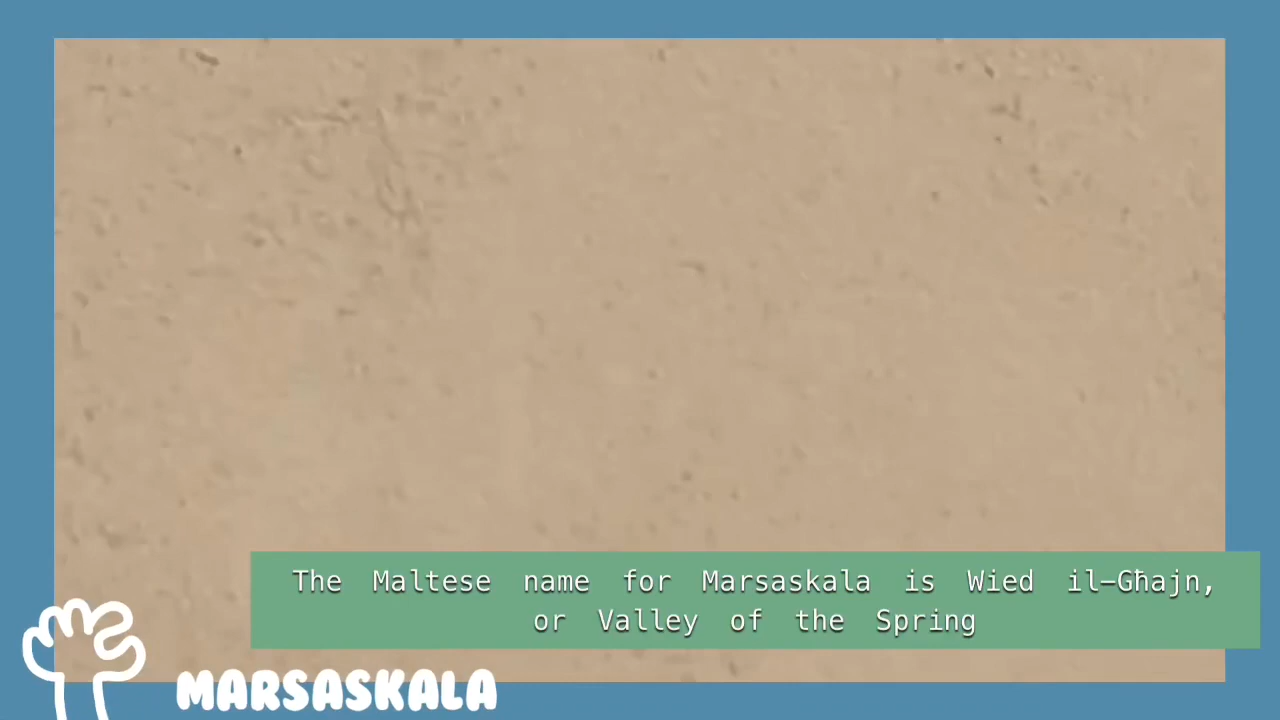 The Maltese name for Marsaskala is Wied il–Għajn,
or Valley of the Spring
MARSASKALA